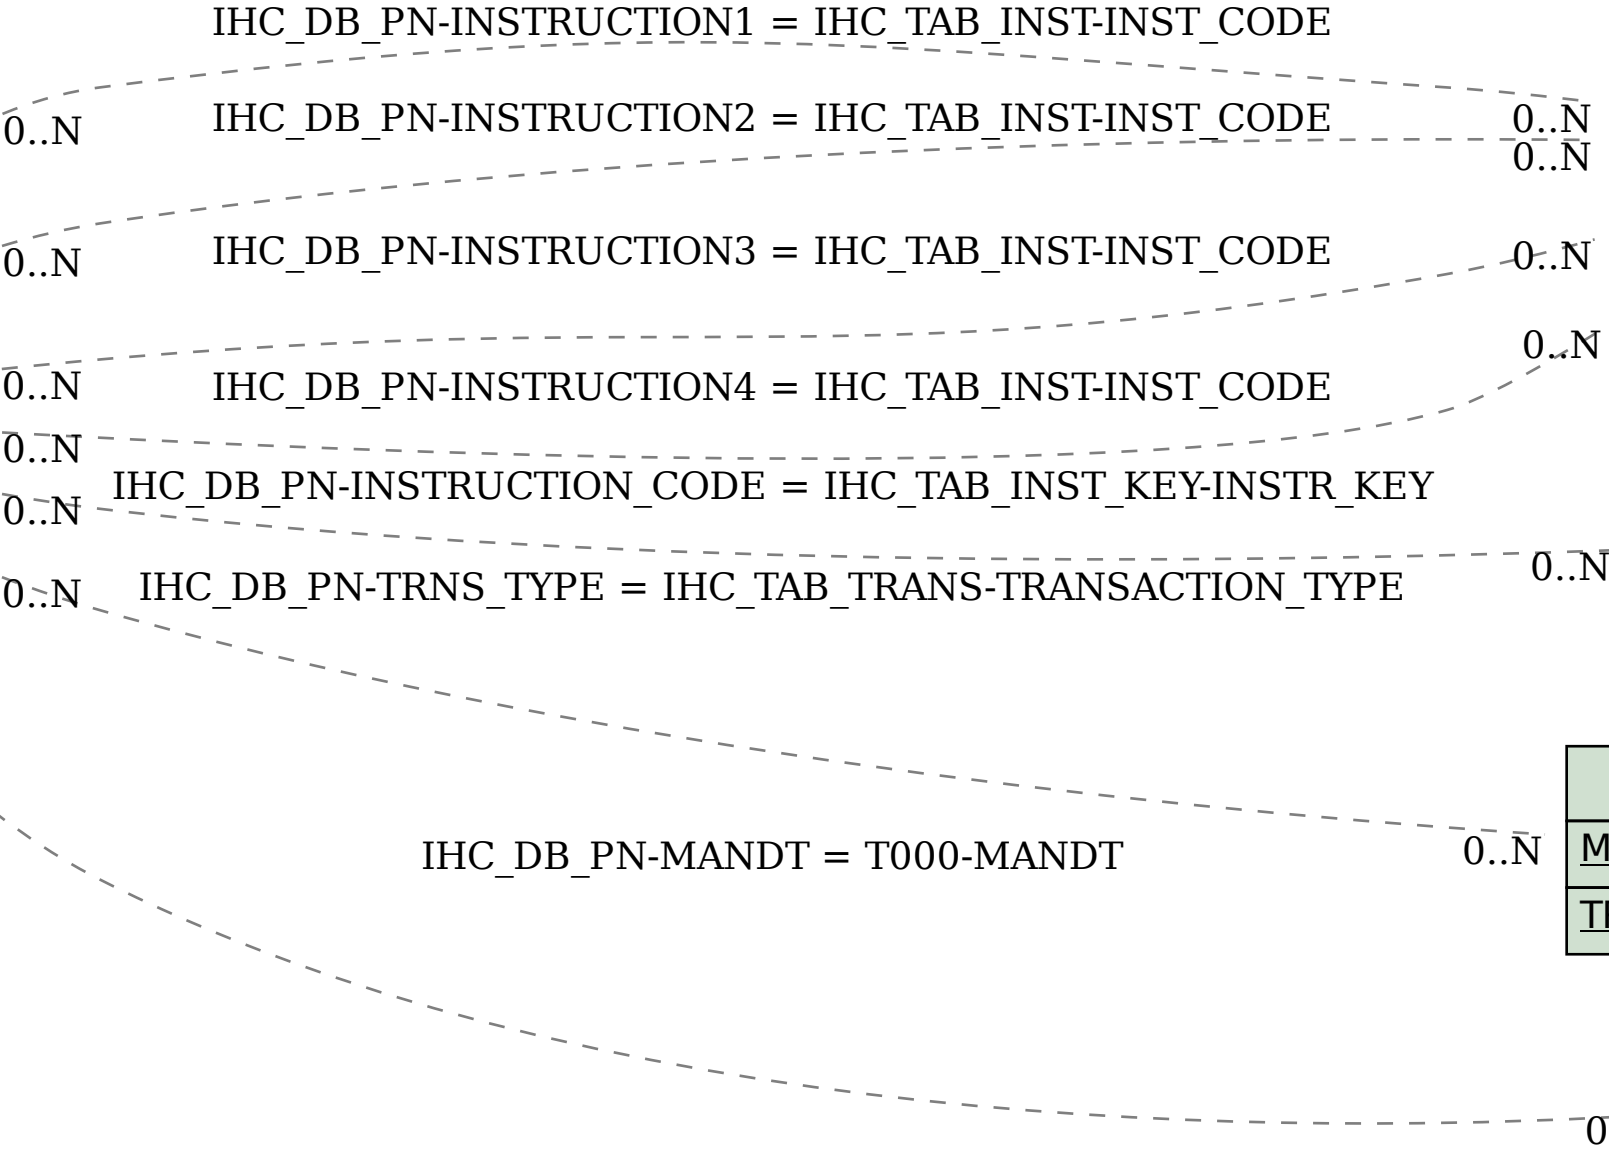 IHC_DB_PN-INSTRUCTION1 = IHC_TAB_INST-INST_CODE
0..N
IHC_DB_PN-INSTRUCTION2 = IHC_TAB_INST-INST_CODE
0..N
0..N
0..N
IHC_DB_PN-INSTRUCTION3 = IHC_TAB_INST-INST_CODE
0..N
0..N
0..N
IHC_DB_PN-INSTRUCTION4 = IHC_TAB_INST-INST_CODE
0..N
IHC_DB_PN-INSTRUCTION_CODE = IHC_TAB_INST_KEY-INSTR_KEY
0..N
0..N
IHC_DB_PN-TRNS_TYPE = IHC_TAB_TRANS-TRANSACTION_TYPE
0..N
IHC_DB_PN-MANDT = T000-MANDT
0..N
M
0